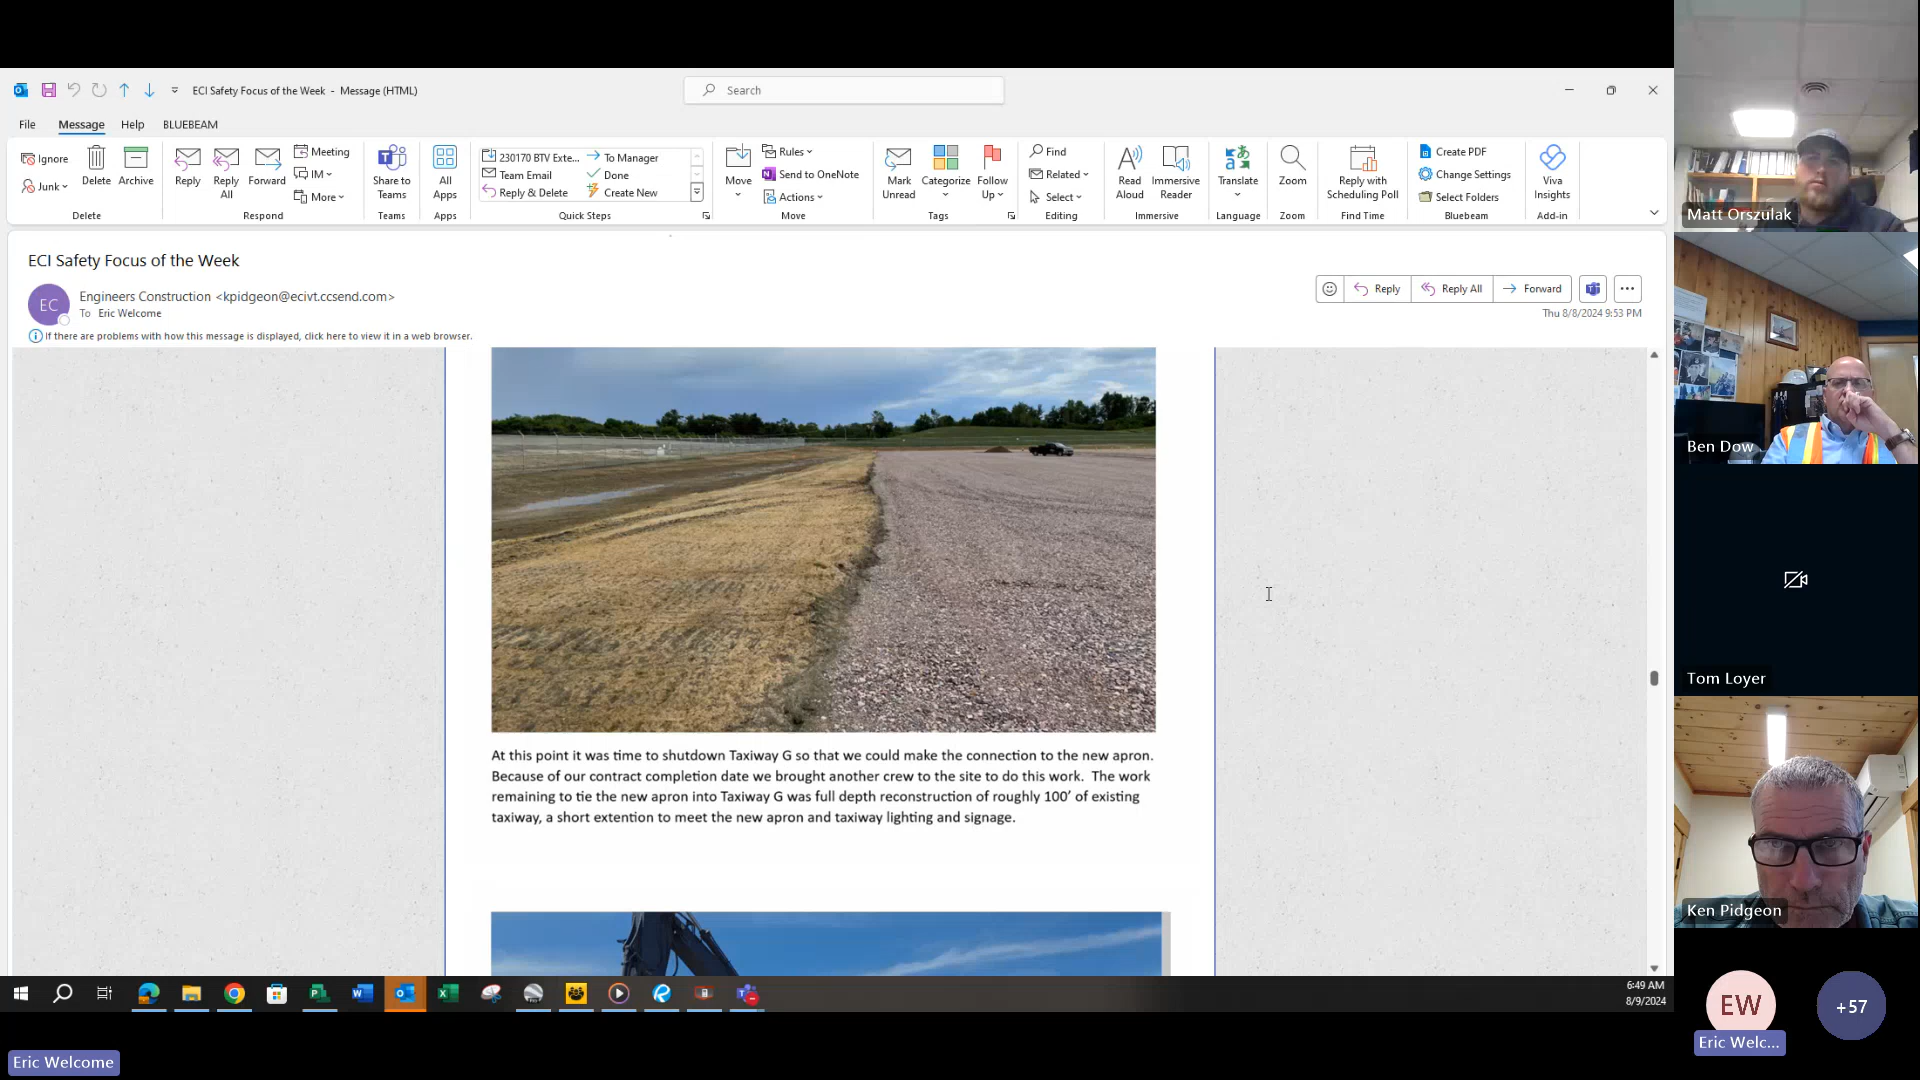 ECI Safety Focus of the Week - Message (HTML)
Search
File
Message
Help
BLUEBEAM
Ignore
Junk
Delete
Archive
Delete
Reply
Reply
All
Forward
Meeting
IM
More
Respond
Share to
Teams
Teams
All
Apps
Apps
230170 BTV Exte...
Team Email
Reply & Delete
To Manager
Done
Create New
Quick Steps
Move
Rules
Send to OneNote
Actions
Move
Mark
Unread
Categorize
Follow
Up
Tags
Find
Related
Select
Editing
Read
Aloud
Immersive
Reader
Immersive
Translate
Language
Zoom
Zoom
Reply with
Scheduling Poll
Find Time
Create PDF
Change Settings
Select Folders
Bluebeam
Viva
Insights
Add-in
ECI Safety Focus of the Week
EC
Engineers Construction <kpidgeon@ecivt.ccsend.com>
To Eric Welcome
Reply
Reply All
Forward
Thu 8/8/2024 9:53 PM
If there are problems with how this message is displayed, click here to view it in a web browser.
At this point it was time to shutdown Taxiway G so that we could make the connection to the new apron.
Because of our contract completion date we brought another crew to the site to do this work. The work
remaining to tie the new apron into Taxiway G was full depth reconstruction of roughly 100' of existing
taxiway, a short extention to meet the new apron and taxiway lighting and signage.
6:49 AM
8/9/2024
Eric Welcome
Matt Orszulak
Ben Dow
Tom Loyer
Ken Pidgeon
EW
Eric Welc...
+57